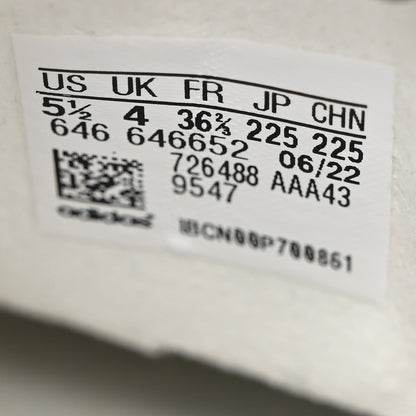 US UK FR JP CHN
5½ 4 36⅔ 225 225
646 646652 06/22
726488 AAA43
9547
adidas
1BCN00P700861